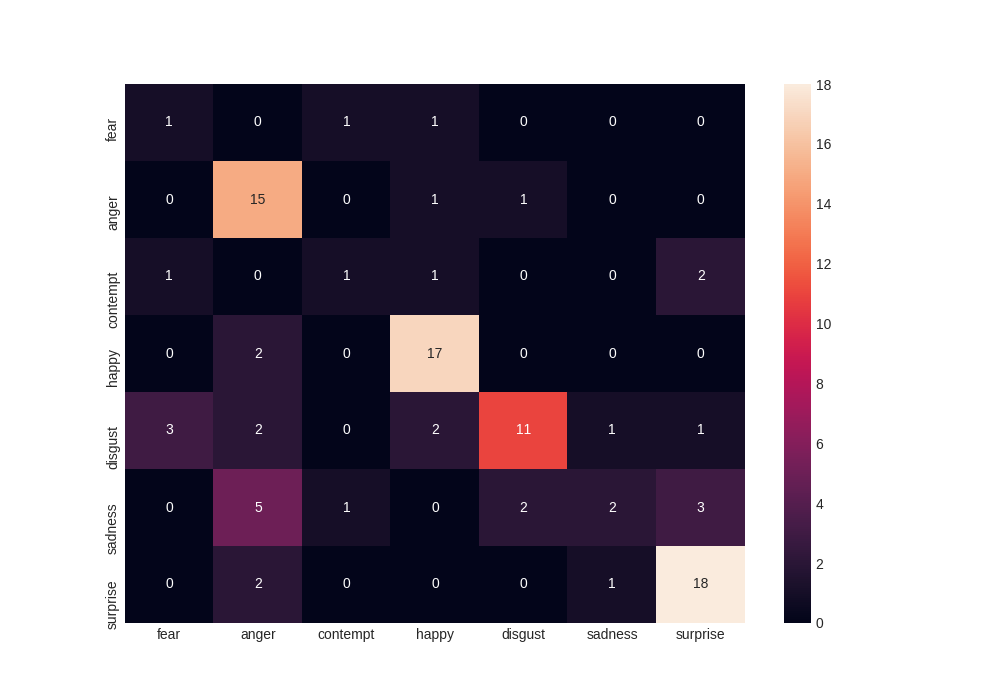 fear 1 0 1 1 0 0 0
anger 0 15 0 1 1 0 0
contempt 1 0 1 1 0 0 2
happy 0 2 0 17 0 0 0
disgust 3 2 0 2 11 1 1
sadness 0 5 1 0 2 2 3
surprise 0 2 0 0 0 1 18
fear anger contempt happy disgust sadness surprise
18
16
14
12
10
8
6
4
2
0